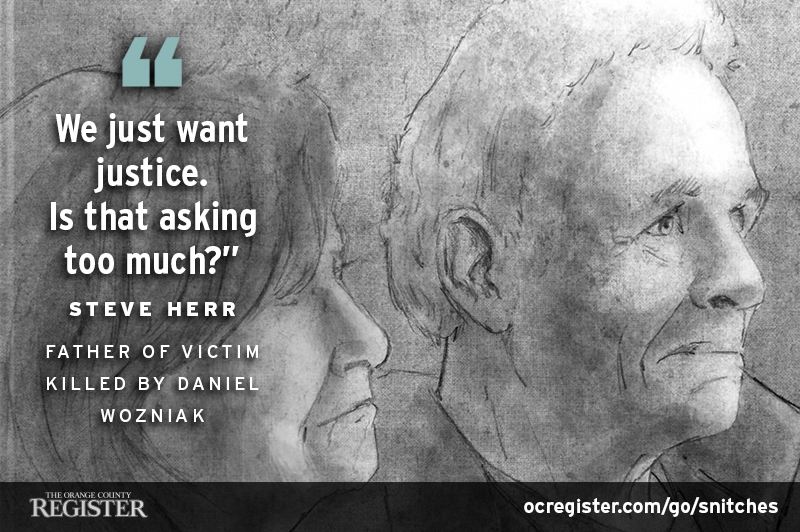 “
We just want
justice.
Is that asking
too much?”
STEVE HERR
FATHER OF VICTIM
KILLED BY DANIEL
WOZNIAK
THE ORANGE COUNTY
REGISTER
ocregister.com/go/snitches